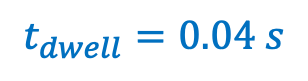 t_dwell = 0.04 s